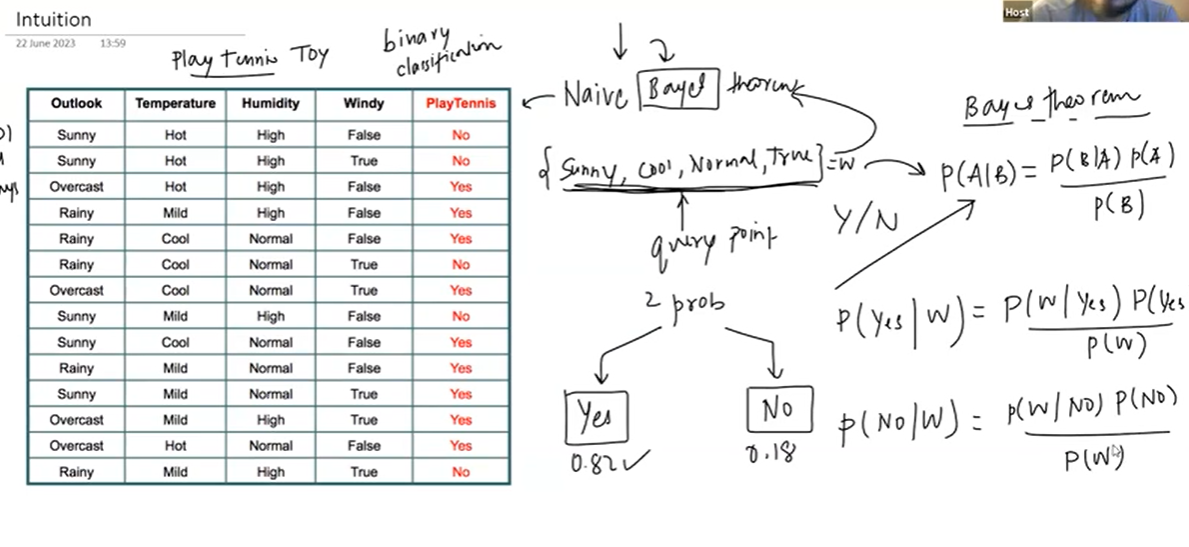 Intuition
22 June 2023 13:59
Host
Play tennis Toy
binary
classification
Outlook Temperature Humidity Windy PlayTennis
Sunny Hot High False No
Sunny Hot High True No
Overcast Hot High False Yes
Rainy Mild High False Yes
Rainy Cool Normal False Yes
Rainy Cool Normal True No
Overcast Cool Normal True Yes
Sunny Mild High False No
Sunny Cool Normal False Yes
Rainy Mild Normal False Yes
Sunny Mild Normal True Yes
Overcast Mild High True Yes
Overcast Hot Normal False Yes
Rainy Mild High True No
Naive Bayes theorem
{ Sunny, Cool, Normal, True } = W
query point
Y/N
2 prob
Yes
0.82 ✓
No
0.18
Bayes theorem
P(A|B) = P(B|A) P(A)
P(B)
P(Yes|W) = P(W|Yes) P(Yes
P(W)
P(No|W) = P(W|NO) P(NO)
P(W)